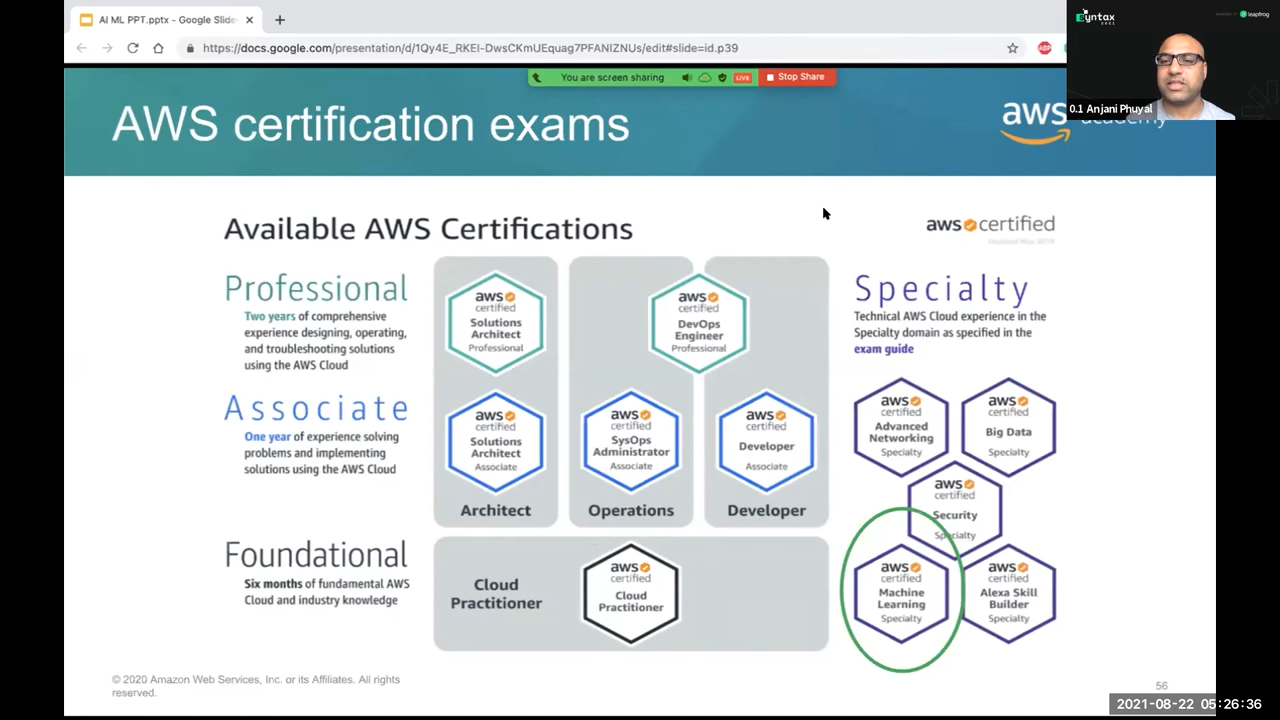 AI ML PPT.pptx - Google Slide
https://docs.google.com/presentation/d/1Qy4E_RKEI-DwsCKmUEquag7PFANIZNUs/edit#slide=id.p39
ABP
You are screen sharing
LIVE
Stop Share
syntax
leapfrog
0.1 Anjani Phuyal
AWS certification exams
aws
academy
Available AWS Certifications
aws certified
Updated May 2019
Professional
Two years of comprehensive
experience designing, operating,
and troubleshooting solutions
using the AWS Cloud
Associate
One year of experience solving
problems and implementing
solutions using the AWS Cloud
Foundational
Six months of fundamental AWS
Cloud and industry knowledge
aws
certified
Solutions
Architect
Professional
aws
certified
DevOps
Engineer
Professional
aws
certified
Solutions
Architect
Associate
aws
certified
SysOps
Administrator
Associate
aws
certified
Developer
Associate
Architect
Operations
Developer
Cloud
Practitioner
aws
certified
Cloud
Practitioner
Specialty
Technical AWS Cloud experience in the
Specialty domain as specified in the
exam guide
aws
certified
Advanced
Networking
Specialty
aws
certified
Big Data
Specialty
aws
certified
Security
Specialty
aws
certified
Machine
Learning
Specialty
aws
certified
Alexa Skill
Builder
Specialty
© 2020 Amazon Web Services, Inc. or its Affiliates. All rights
reserved.
56
2021-08-22 05:26:36